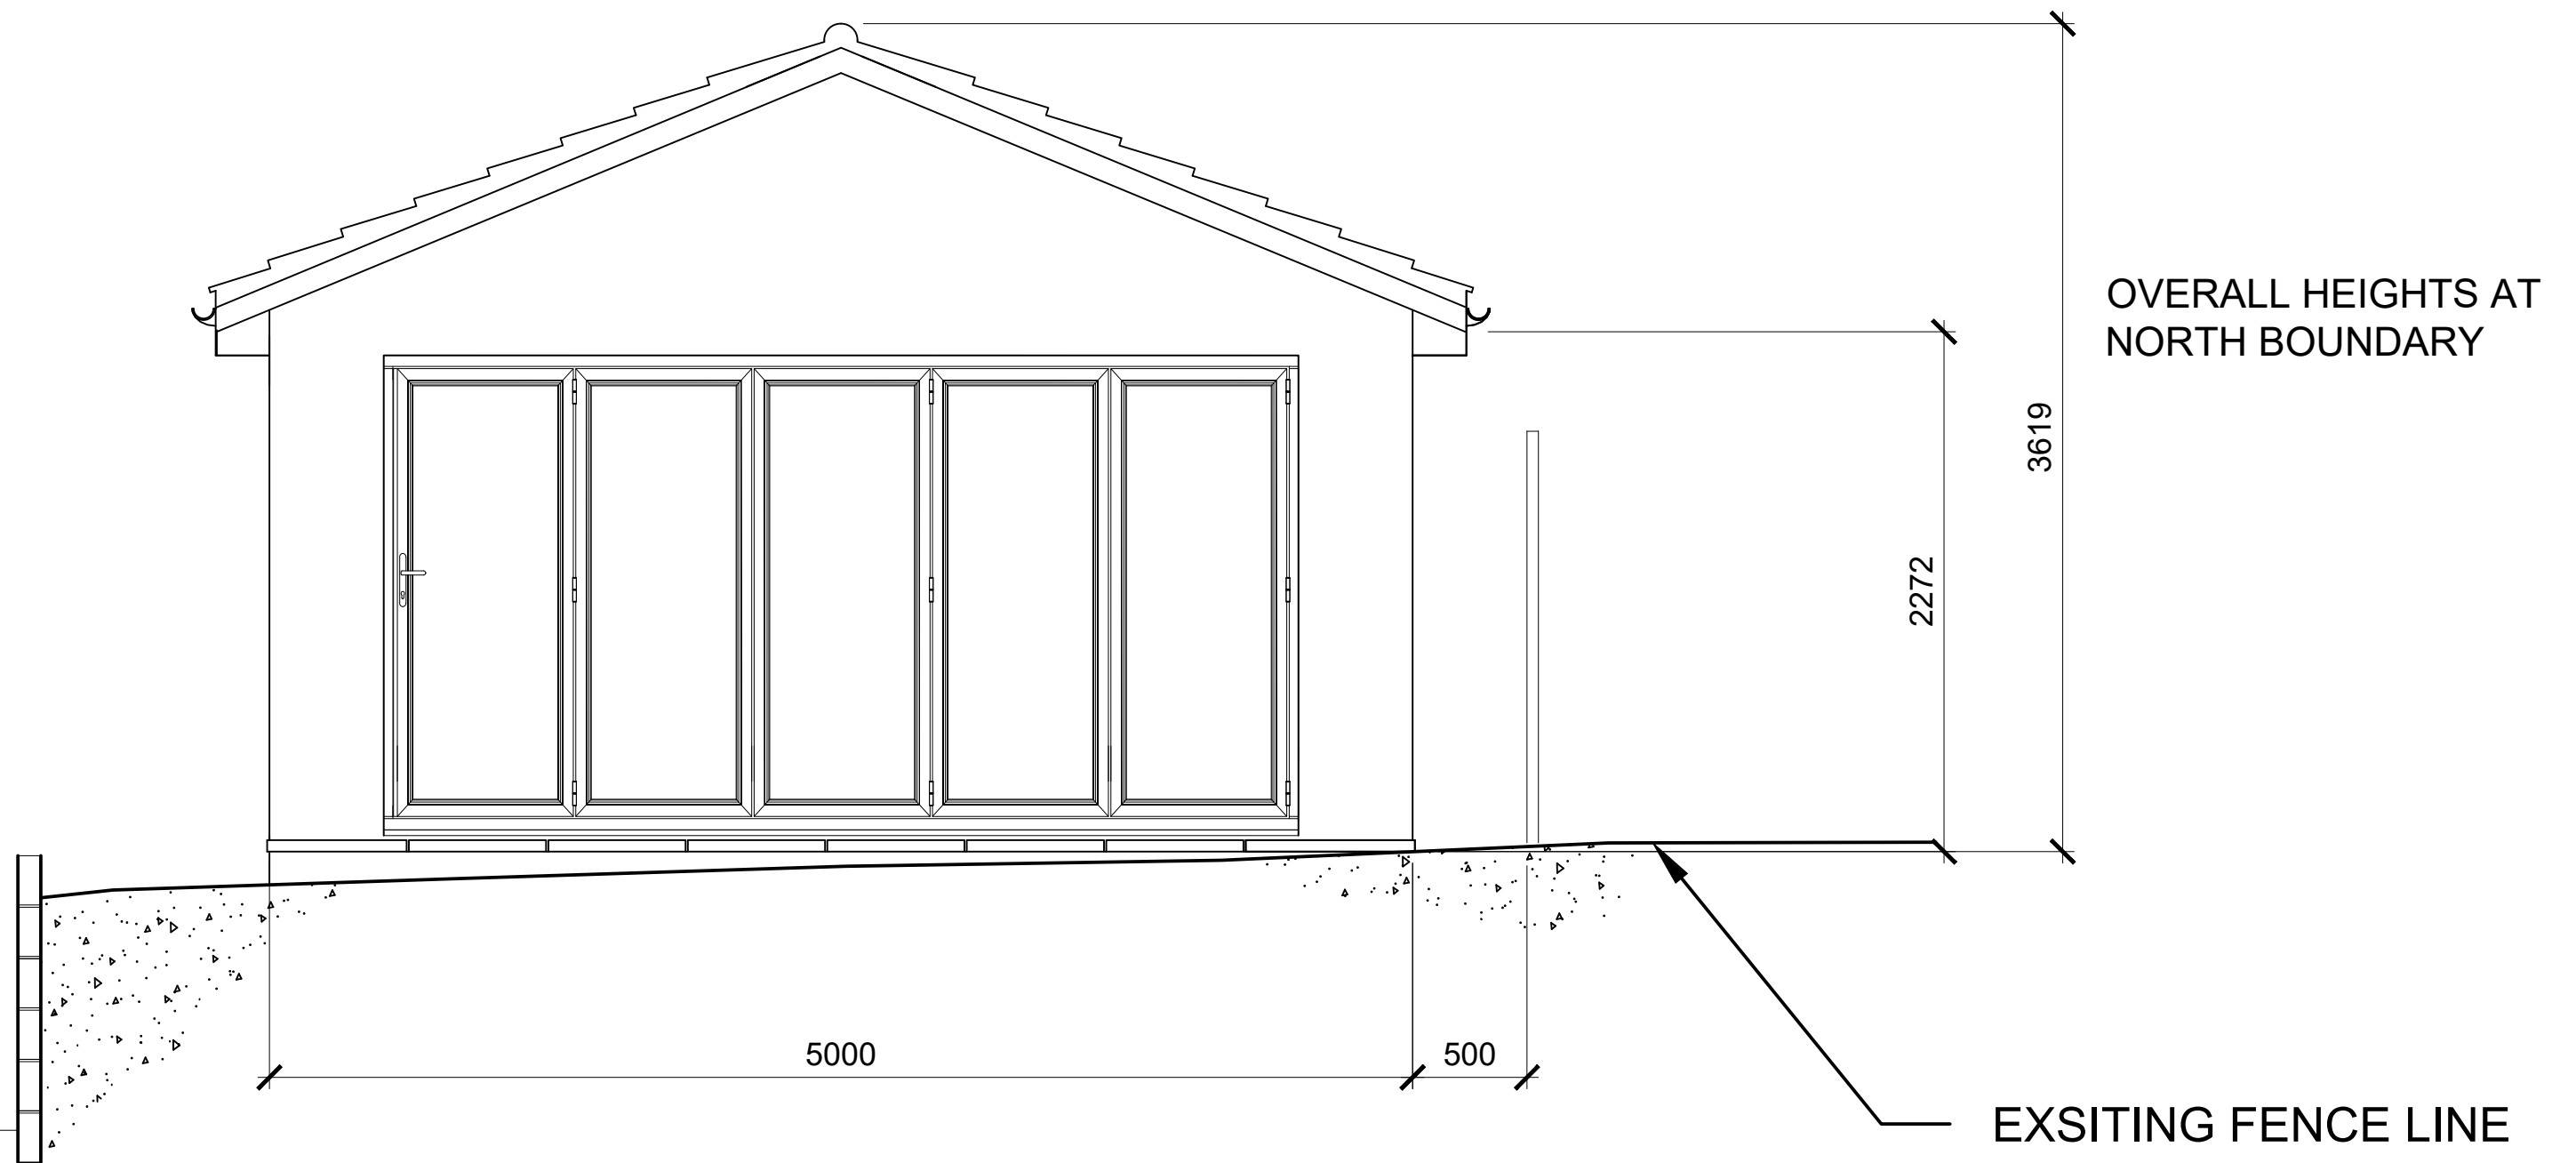 OVERALL HEIGHTS AT
NORTH BOUNDARY
3619
2272
5000
500
EXSITING FENCE LINE